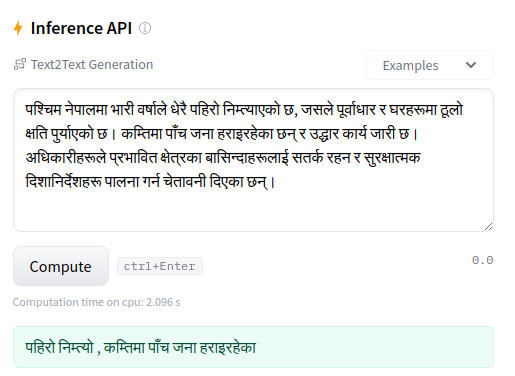 Inference API
Text2Text Generation
Examples
पश्चिम नेपालमा भारी वर्षाले धेरै पहिरो निम्त्याएको छ, जसले पूर्वाधार र घरहरूमा ठूलो
क्षति पुर्याएको छ। कम्तिमा पाँच जना हराइरहेका छन् र उद्धार कार्य जारी छ।
अधिकारीहरूले प्रभावित क्षेत्रका बासिन्दाहरूलाई सतर्क रहन र सुरक्षात्मक
दिशानिर्देशहरू पालना गर्न चेतावनी दिएका छन्।
Compute
ctrl+Enter
0.0
Computation time on cpu: 2.096 s
पहिरो निम्त्यो , कम्तिमा पाँच जना हराइरहेका